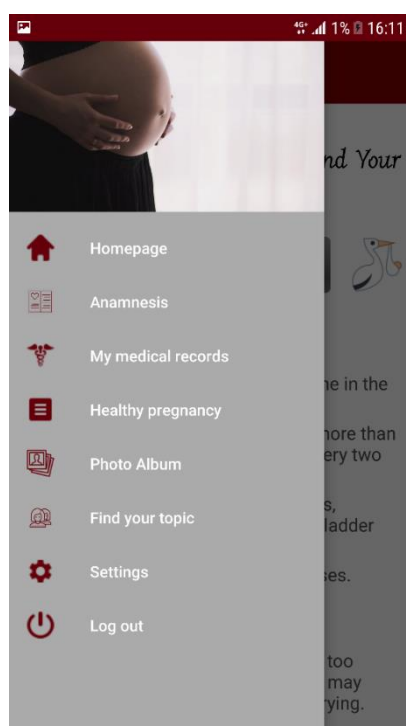 4G+ 1% 16:11
nd Your
Homepage
Anamnesis
My medical records
Healthy pregnancy
Photo Album
Find your topic
Settings
Log out
ne in the
nore than
ery two
s,
ladder
ses.
too
may
rying.